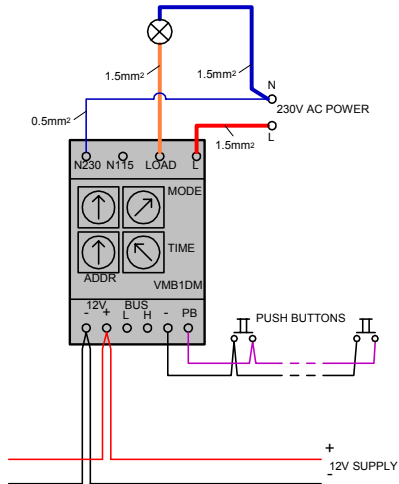 1.5mm²
1.5mm²
N
230V AC POWER
0.5mm²
L
1.5mm²
N230 N115 LOAD L
MODE
TIME
ADDR
VMB1DM
12V BUS
- + L H - PB
PUSH BUTTONS
+
12V SUPPLY
-